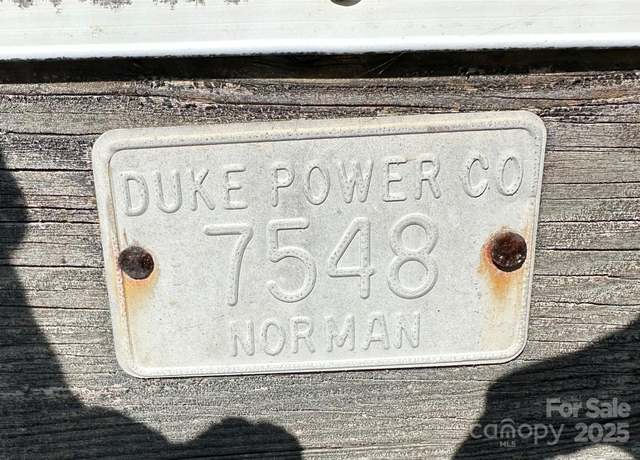 DUKE POWER CO
7548
NORMAN
For Sale
canopy 2025
MLS